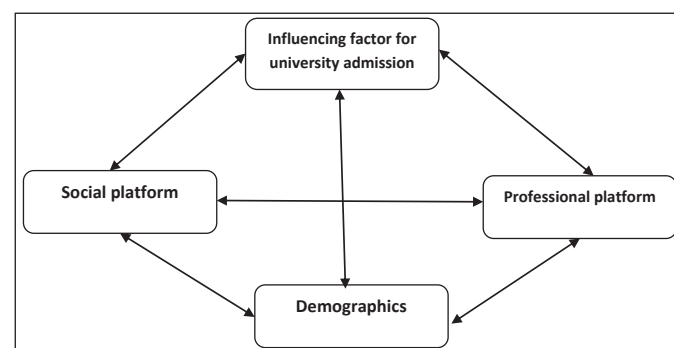 Influencing factor for
university admission
Social platform
Professional platform
Demographics